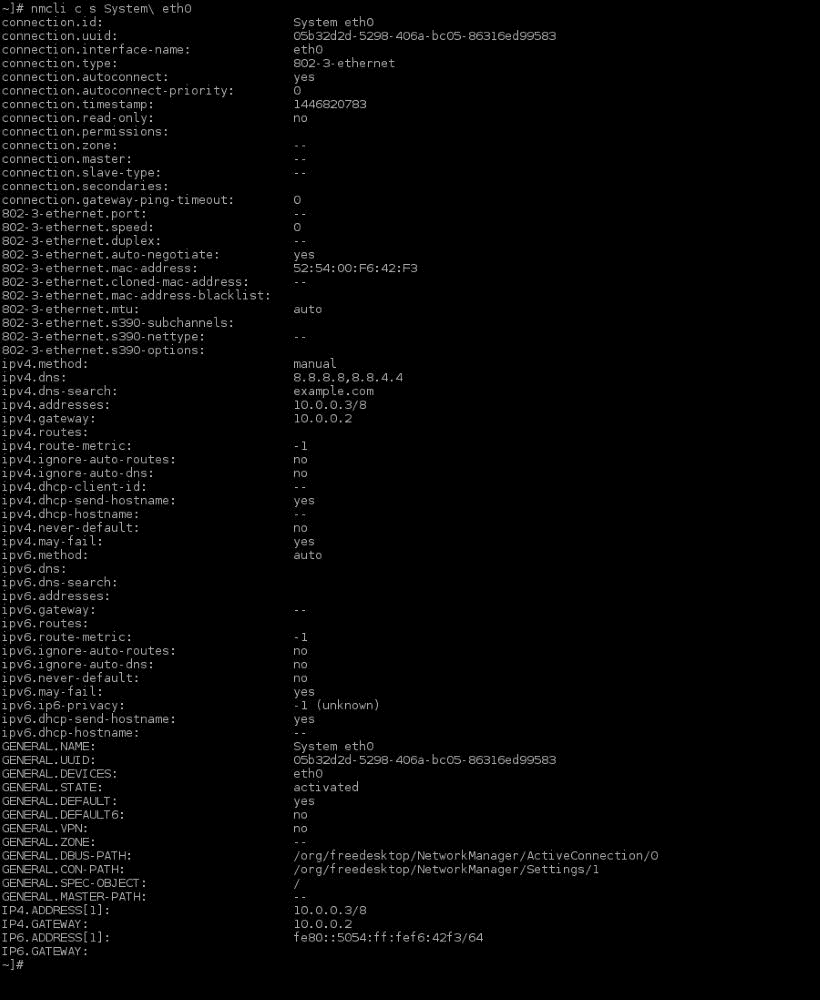 ~]# nmcli c s System\ eth0
connection.id: System eth0
connection.uuid: 05b32d2d-5298-406a-bc05-86316ed99583
connection.interface-name: eth0
connection.type: 802-3-ethernet
connection.autoconnect: yes
connection.autoconnect-priority: 0
connection.timestamp: 1446820783
connection.read-only: no
connection.permissions:
connection.zone: --
connection.master: --
connection.slave-type: --
connection.secondaries:
connection.gateway-ping-timeout: 0
802-3-ethernet.port: --
802-3-ethernet.speed: 0
802-3-ethernet.duplex: --
802-3-ethernet.auto-negotiate: yes
802-3-ethernet.mac-address: 52:54:00:F6:42:F3
802-3-ethernet.cloned-mac-address: --
802-3-ethernet.mac-address-blacklist:
802-3-ethernet.mtu: auto
802-3-ethernet.s390-subchannels:
802-3-ethernet.s390-nettype: --
802-3-ethernet.s390-options:
ipv4.method: manual
ipv4.dns: 8.8.8.8,8.8.4.4
ipv4.dns-search: example.com
ipv4.addresses: 10.0.0.3/8
ipv4.gateway: 10.0.0.2
ipv4.routes:
ipv4.route-metric: -1
ipv4.ignore-auto-routes: no
ipv4.ignore-auto-dns: no
ipv4.dhcp-client-id: --
ipv4.dhcp-send-hostname: yes
ipv4.dhcp-hostname: --
ipv4.never-default: no
ipv4.may-fail: yes
ipv6.method: auto
ipv6.dns:
ipv6.dns-search:
ipv6.addresses:
ipv6.gateway: --
ipv6.routes:
ipv6.route-metric: -1
ipv6.ignore-auto-routes: no
ipv6.ignore-auto-dns: no
ipv6.never-default: no
ipv6.may-fail: yes
ipv6.ip6-privacy: -1 (unknown)
ipv6.dhcp-send-hostname: yes
ipv6.dhcp-hostname: --
GENERAL.NAME: System eth0
GENERAL.UUID: 05b32d2d-5298-406a-bc05-86316ed99583
GENERAL.DEVICES: eth0
GENERAL.STATE: activated
GENERAL.DEFAULT: yes
GENERAL.DEFAULT6: no
GENERAL.VPN: no
GENERAL.ZONE: --
GENERAL.DBUS-PATH: /org/freedesktop/NetworkManager/ActiveConnection/0
GENERAL.CON-PATH: /org/freedesktop/NetworkManager/Settings/1
GENERAL.SPEC-OBJECT: /
GENERAL.MASTER-PATH: --
IP4.ADDRESS[1]: 10.0.0.3/8
IP4.GATEWAY: 10.0.0.2
IP6.ADDRESS[1]: fe80::5054:ff:fef6:42f3/64
IP6.GATEWAY:
~]#